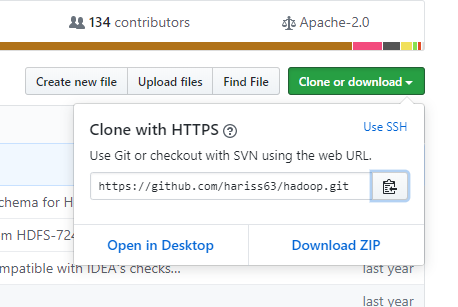 134 contributors Apache-2.0
Create new file Upload files Find File Clone or download
Clone with HTTPS Use SSH
Use Git or checkout with SVN using the web URL.
https://github.com/hariss63/hadoop.git
chema for H
m HDFS-724
Open in Desktop Download ZIP
mpatible with IDEA's checks... last year
last year